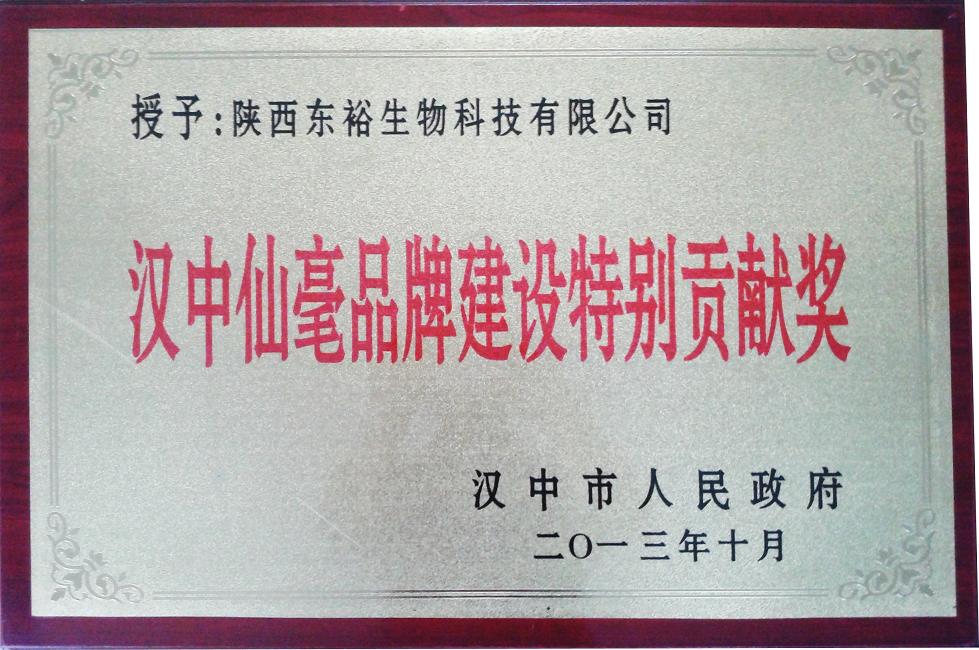 授予:陕西东裕生物科技有限公司
汉中仙毫品牌建设特别贡献奖
汉中市人民政府
二〇一三年十月